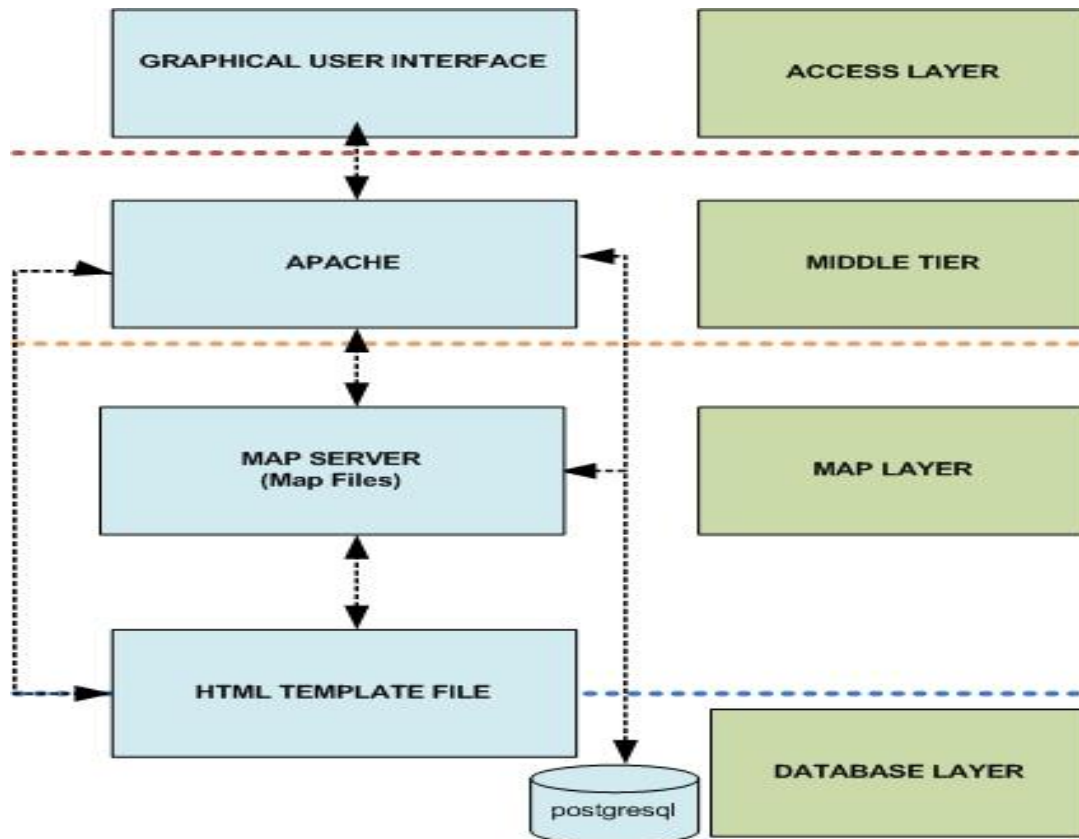 GRAPHICAL USER INTERFACE
ACCESS LAYER
APACHE
MIDDLE TIER
MAP SERVER
(Map Files)
MAP LAYER
HTML TEMPLATE FILE
DATABASE LAYER
postgresql